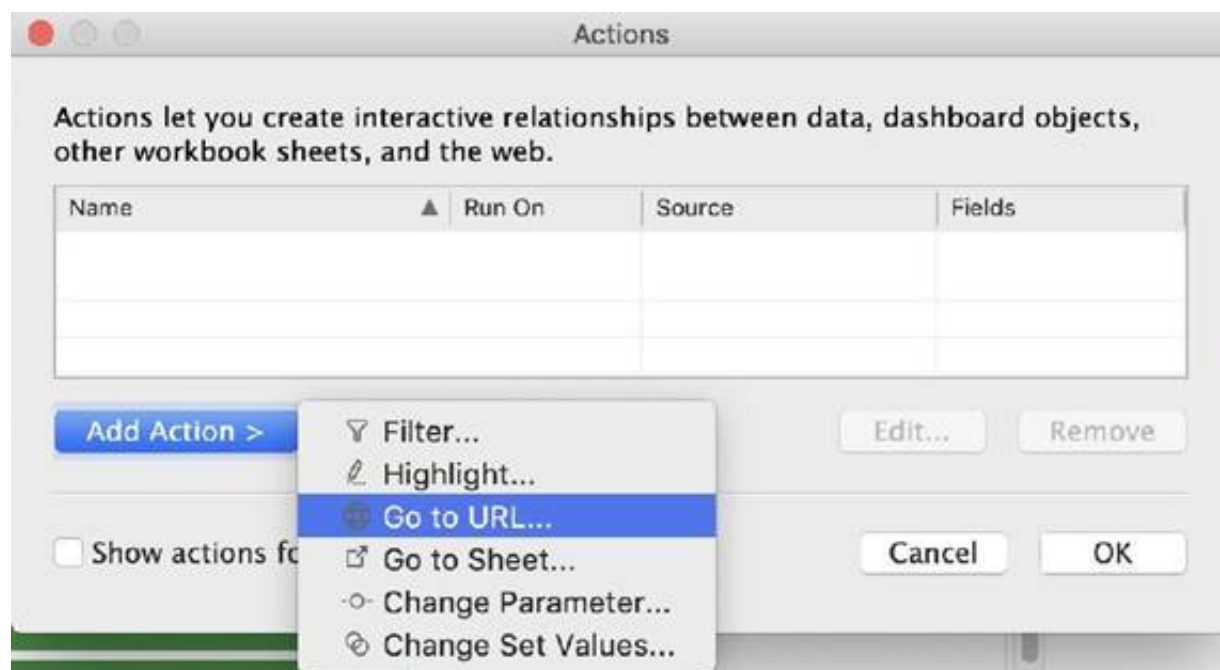 Actions
Actions let you create interactive relationships between data, dashboard objects,
other workbook sheets, and the web.
Name Run On Source Fields
Add Action > Filter... Edit... Remove
Highlight...
Go to URL...
Show actions Go to Sheet... Cancel OK
Change Parameter...
Change Set Values...